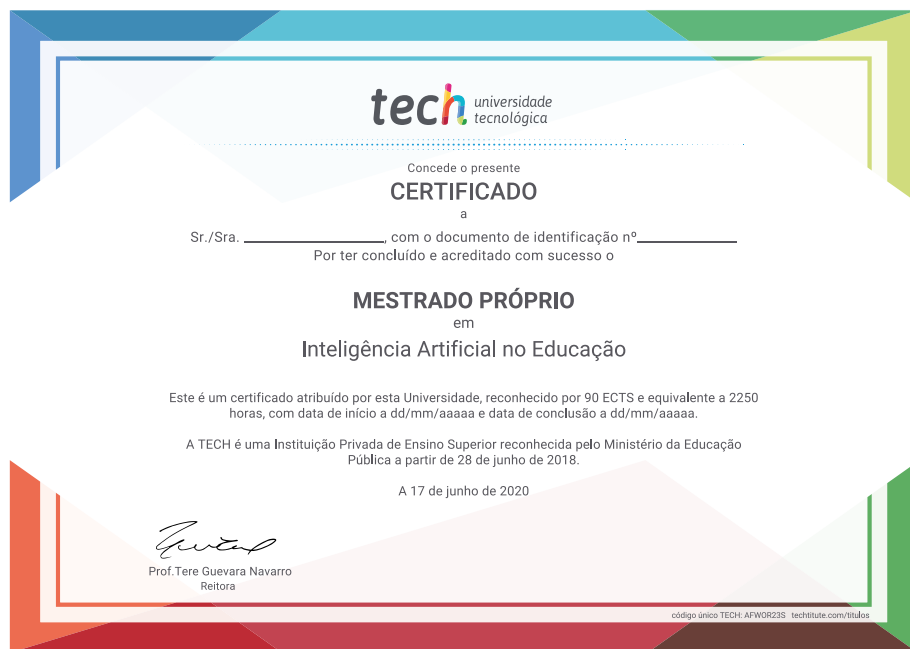 tech universidade
tecnológica
Concede o presente
CERTIFICADO
a
Sr./Sra. ________________, com o documento de identificação nº____________
Por ter concluído e acreditado com sucesso o
MESTRADO PRÓPRIO
em
Inteligência Artificial no Educação
Este é um certificado atribuído por esta Universidade, reconhecido por 90 ECTS e equivalente a 2250
horas, com data de início a dd/mm/aaaaa e data de conclusão a dd/mm/aaaaa.
A TECH é uma Instituição Privada de Ensino Superior reconhecida pelo Ministério da Educação
Pública a partir de 28 de junho de 2018.
A 17 de junho de 2020
Prof.Tere Guevara Navarro
Reitora
código único TECH: AFWOR23S techtitute.com/titulos